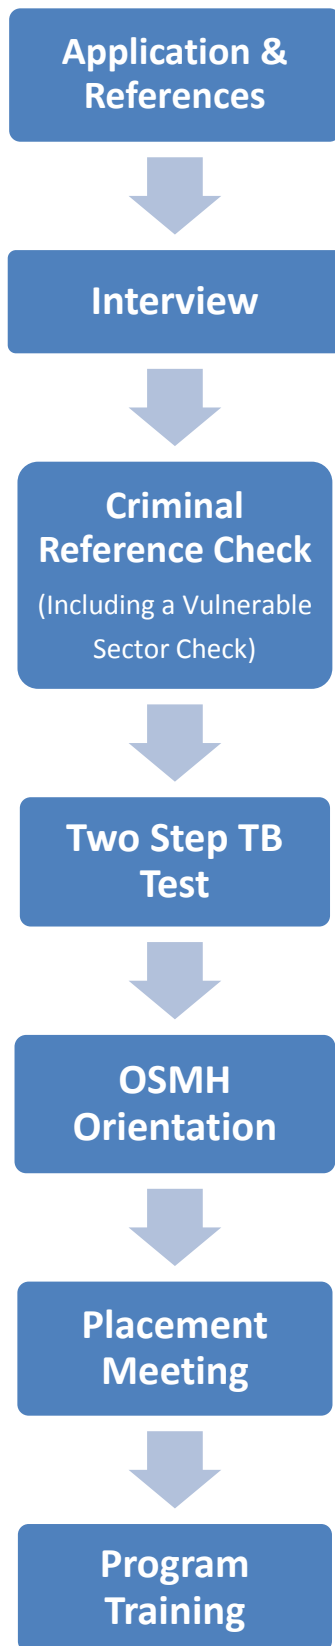 Application &
References
Interview
Criminal
Reference Check
(Including a Vulnerable
Sector Check)
Two Step TB
Test
OSMH
Orientation
Placement
Meeting
Program
Training